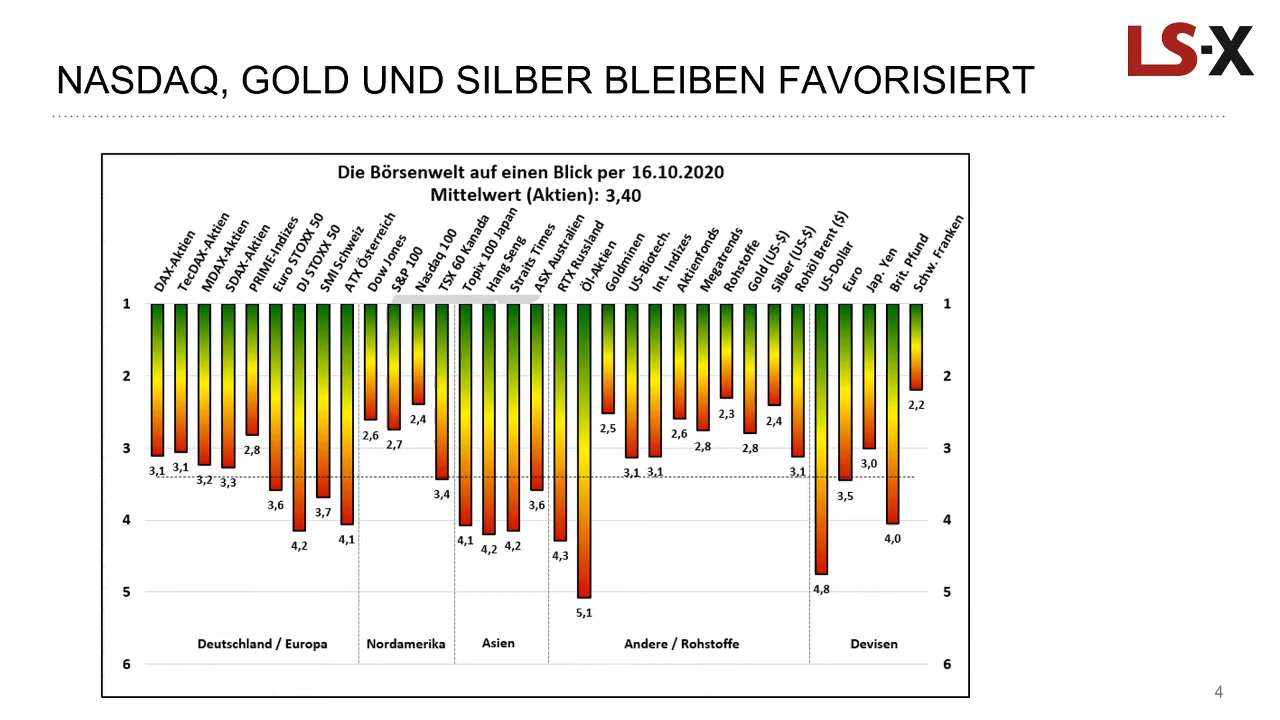 LS-X
NASDAQ, GOLD UND SILBER BLEIBEN FAVORISIERT
Die Börsenwelt auf einen Blick per 16.10.2020
Mittelwert (Aktien): 3,40
DAX-Aktien
TecDAX-Aktien
MDAX-Aktien
SDAX-Aktien
PRIME-Indizes
Euro STOXX 50
DJ STOXX 50
SMI Schweiz
ATX Österreich
Dow Jones
S&P 100
Nasdaq 100
TSX 60 Kanada
Topix 100 Japan
Hang Seng
Straits Times
ASX Australien
RTX Russland
Öl-Aktien
Goldminen
US-Biotech.
Int. Indizes
Aktienfonds
Megatrends
Rohstoffe
Gold (US-$)
Silber (US-$)
Rohöl Brent ($)
US-Dollar
Euro
Jap. Yen
Brit. Pfund
Schw. Franken
1 1
2 2
3 3
4 4
5 5
6 6
3,1
3,1
3,2
3,3
2,8
3,6
4,2
3,7
4,1
2,6
2,7
2,4
3,4
4,1
4,2
4,2
3,6
4,3
5,1
2,5
3,1
3,1
2,6
2,8
2,3
2,8
2,4
3,1
4,8
3,5
3,0
4,0
2,2
Deutschland / Europa
Nordamerika
Asien
Andere / Rohstoffe
Devisen
4